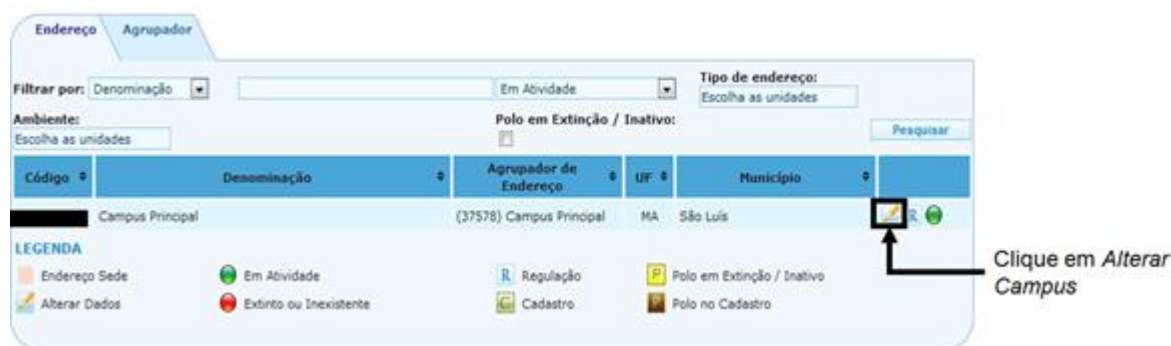 Endereço Agrupador
Filtrar por: Denominação Em Atividade Tipo de endereço:
Escolha as unidades
Ambiente: Polo em Extinção / Inativo:
Escolha as unidades Pesquisar
Código Denominação Agrupador de Endereço UF Município
Campus Principal (37578) Campus Principal MA São Luís R
LEGENDA
Endereço Sede Em Atividade R Regulação P Polo em Extinção / Inativo
Alterar Dados Extinto ou Inexistente C Cadastro P Polo no Cadastro
Clique em Alterar
Campus